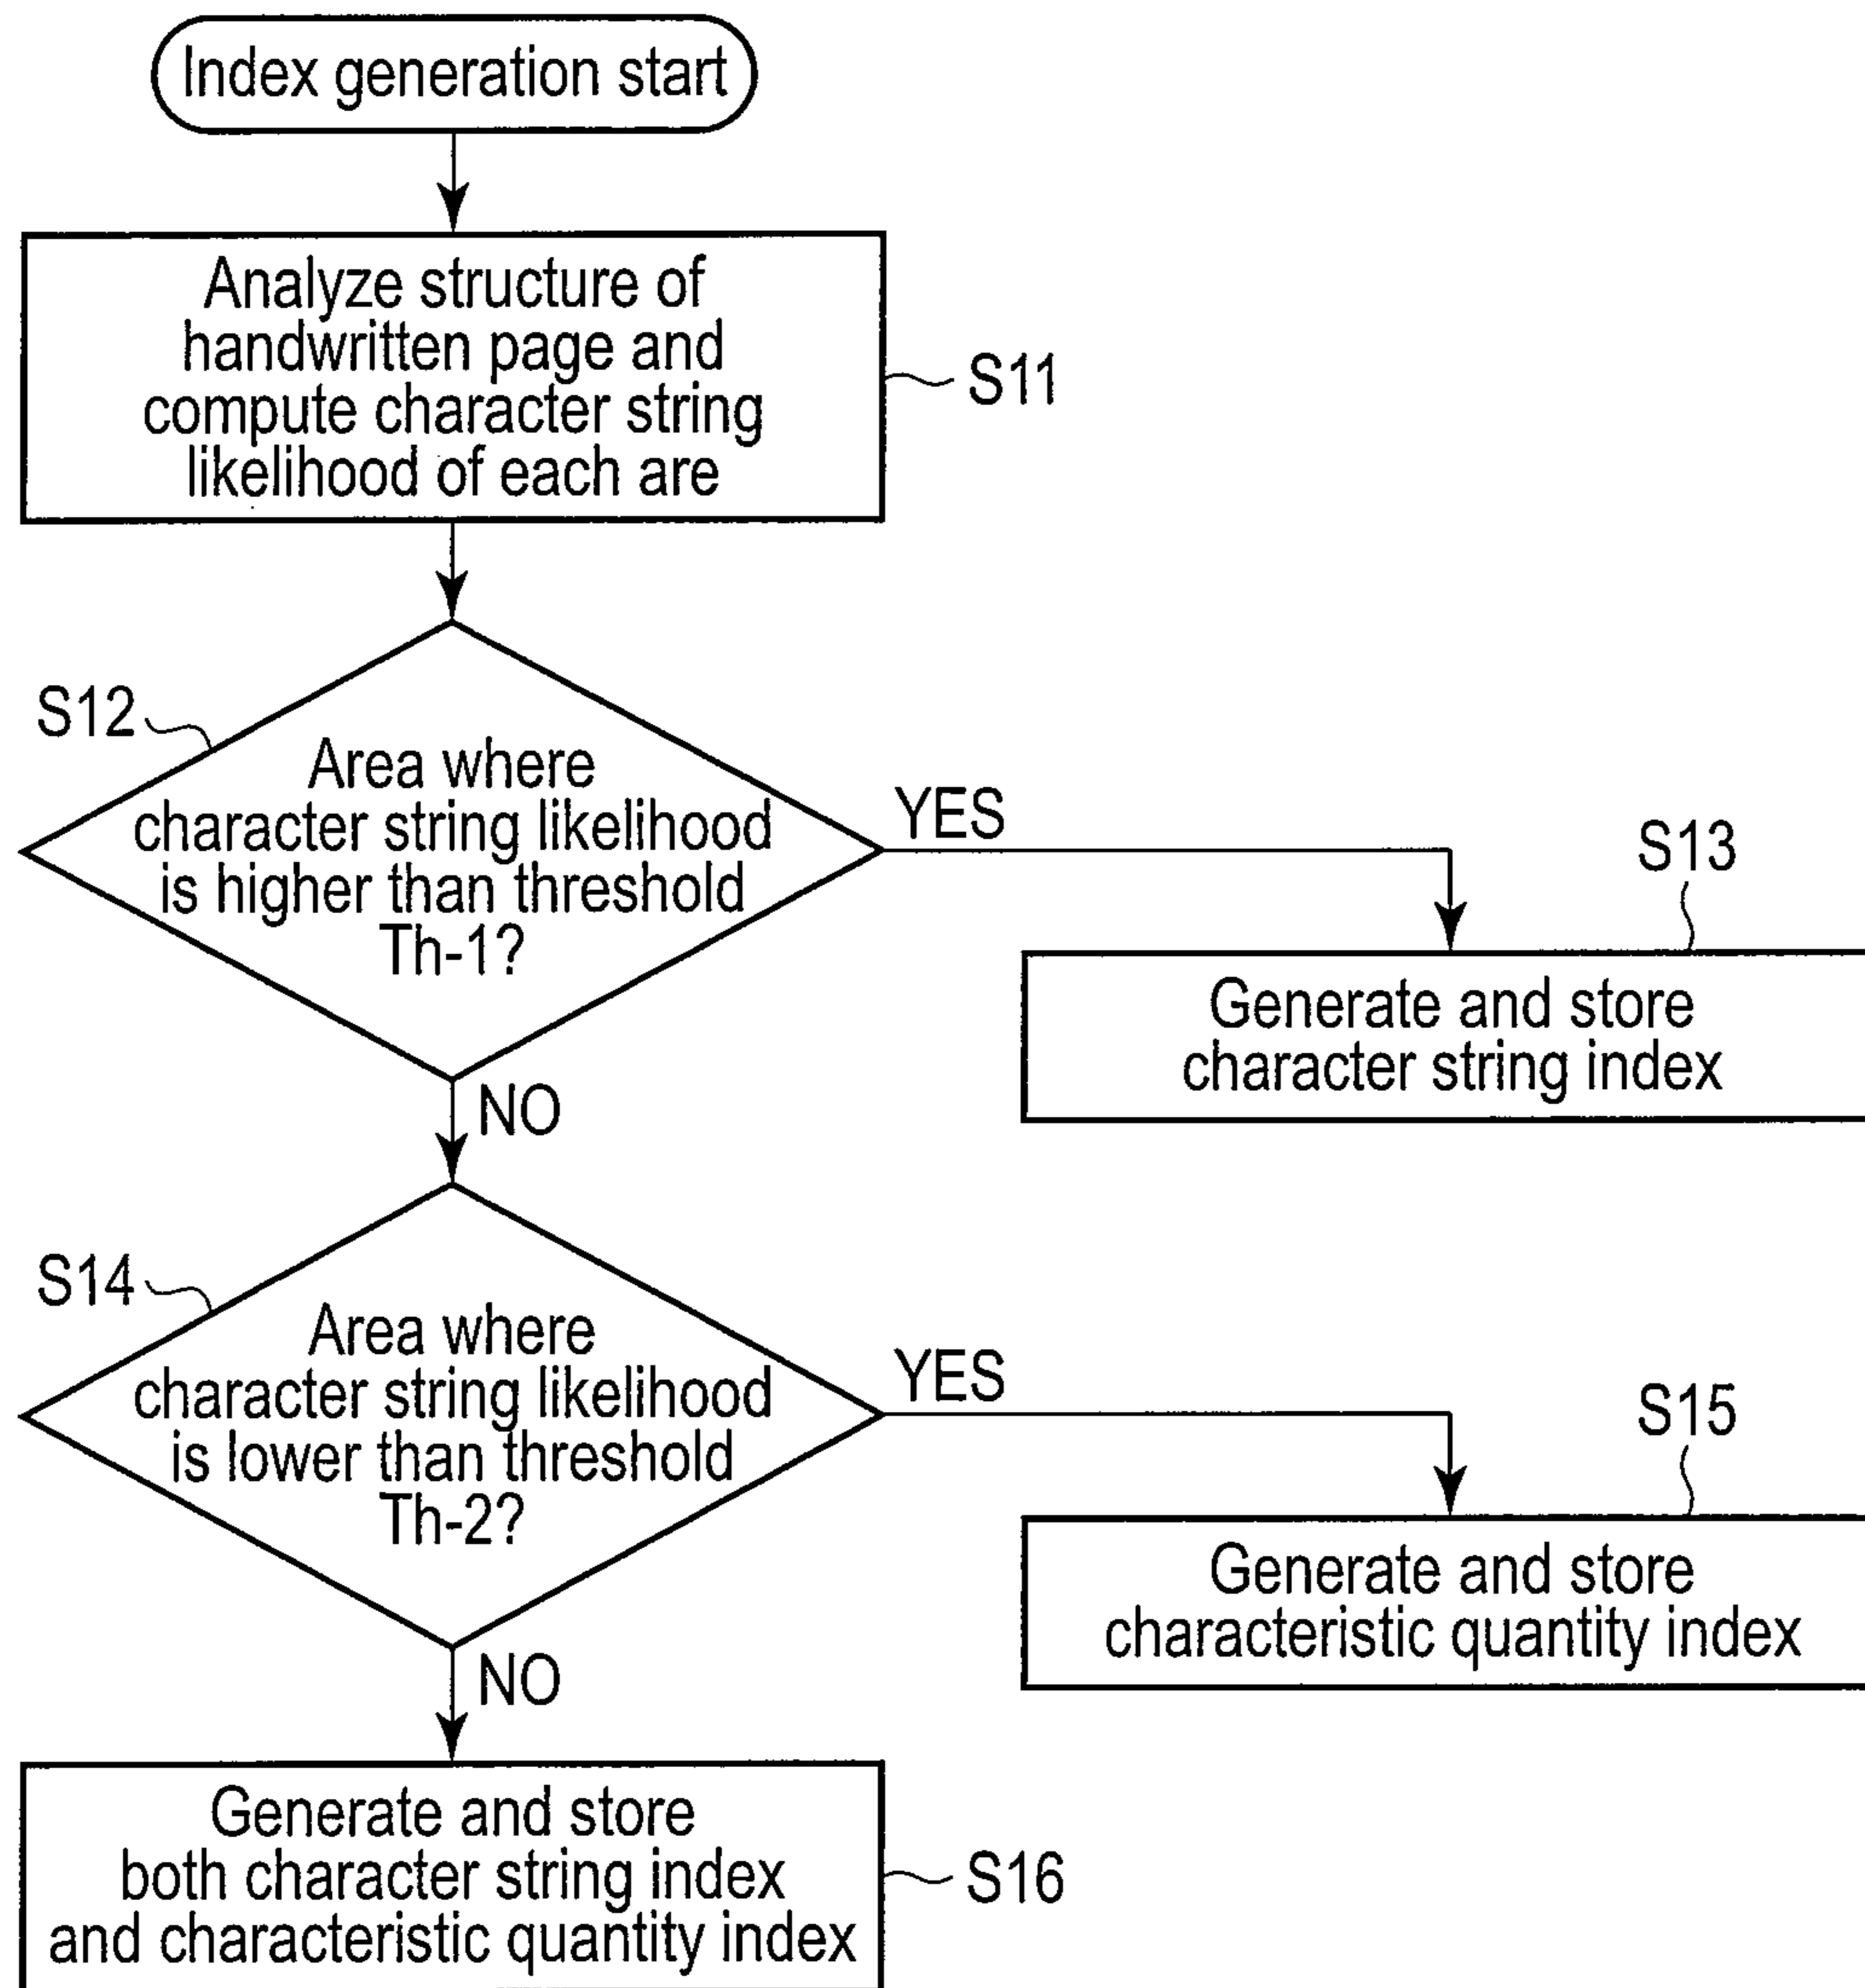 Index generation start
Analyze structure of
handwritten page and
compute character string
likelihood of each are
S11
S12
Area where
character string likelihood
is higher than threshold
Th-1?
YES
S13
Generate and store
character string index
NO
S14
Area where
character string likelihood
is lower than threshold
Th-2?
YES
S15
Generate and store
characteristic quantity index
NO
Generate and store
both character string index
and characteristic quantity index
S16